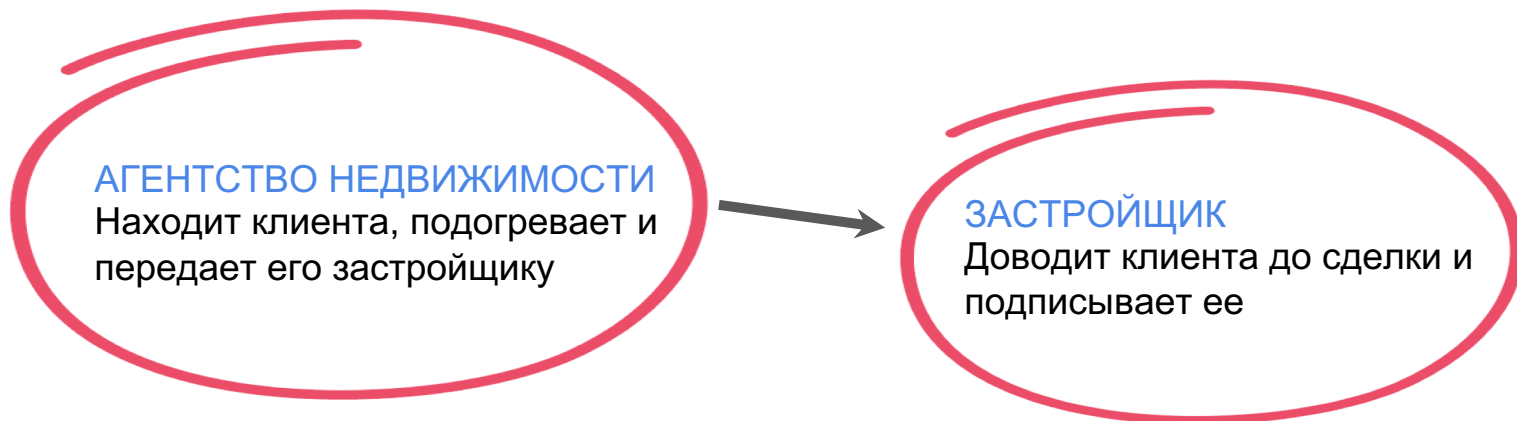 АГЕНТСТВО НЕДВИЖИМОСТИ
Находит клиента, подогревает и
передает его застройщику
ЗАСТРОЙЩИК
Доводит клиента до сделки и
подписывает ее